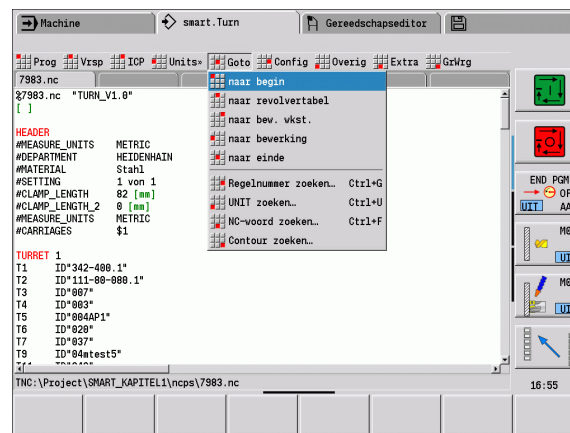 Machine
smart.Turn
Gereedschapseditor
Prog Vrsp ICP Units» Goto Config Overig Extra GrWrg
7983.nc
%7983.nc "TURN_V1.0"
[ ]
HEADER
#MEASURE_UNITS METRIC
#DEPARTMENT HEIDENHAIN
#MATERIAL Stahl
#SETTING 1 von 1
#CLAMP_LENGTH 82 [mm]
#CLAMP_LENGTH_2 0 [mm]
#MEASURE_UNITS METRIC
#CARRIAGES $1
TURRET 1
T1 ID"342-400.1"
T2 ID"111-80-080.1"
T3 ID"007"
T4 ID"003"
T5 ID"004AP1"
T6 ID"020"
T7 ID"037"
T9 ID"04mtest5"
naar begin
naar revolvertabel
naar bew. wkst.
naar bewerking
naar einde
Regelnummer zoeken… Ctrl+G
UNIT zoeken… Ctrl+U
NC-woord zoeken… Ctrl+F
Contour zoeken…
TNC:\Project\SMART_KAPITEL1\ncps\7983.nc
END PGM
UIT
16:55